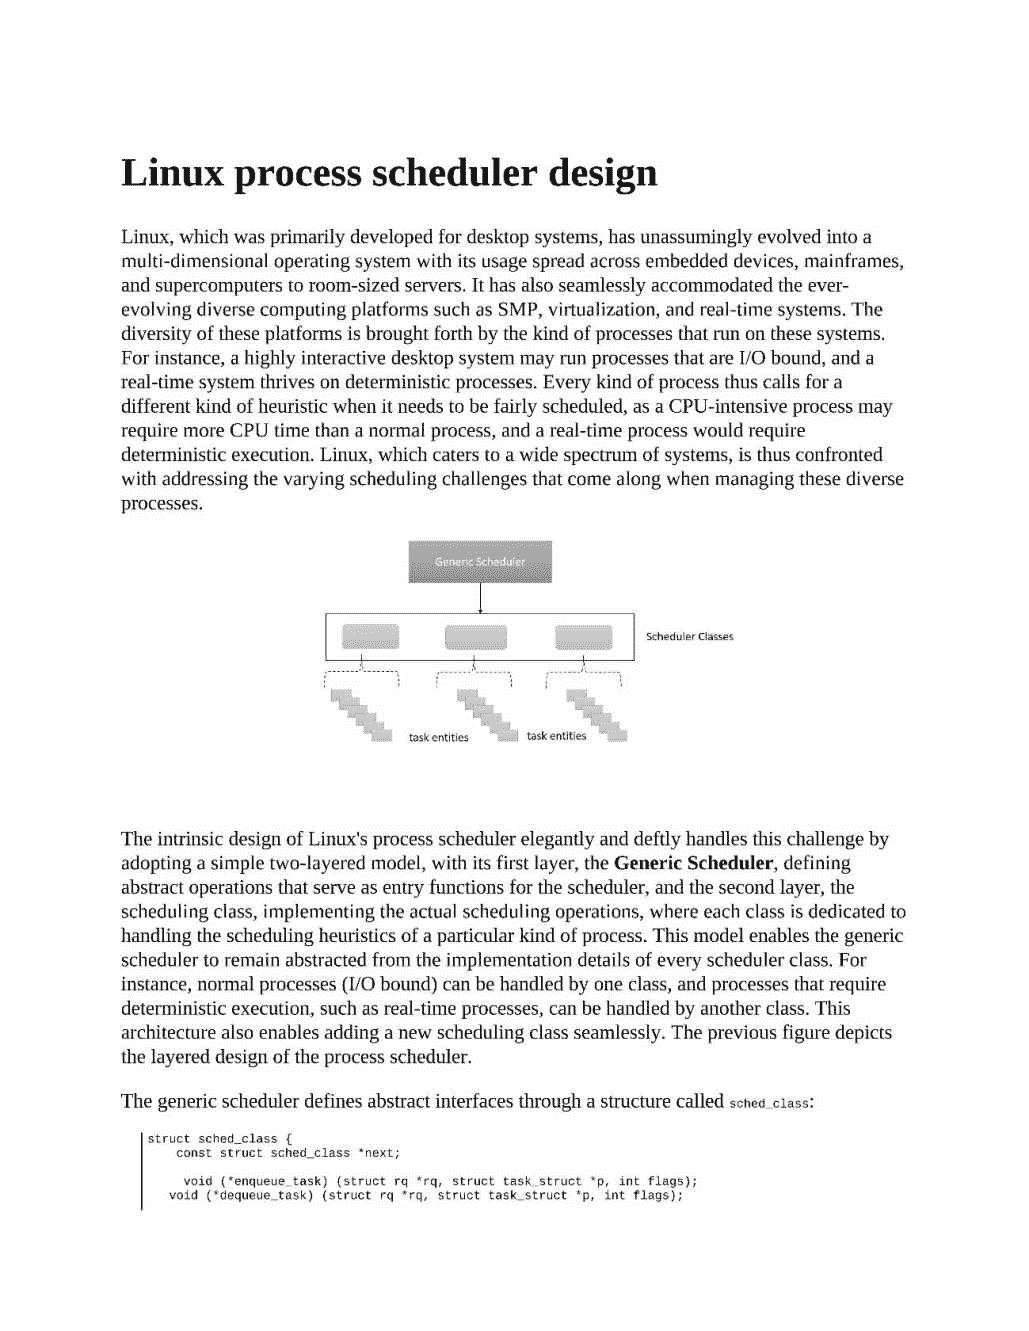 Linux process scheduler design
Linux, which was primarily developed for desktop systems, has unassumingly evolved into a
multi-dimensional operating system with its usage spread across embedded devices, mainframes,
and supercomputers to room-sized servers. It has also seamlessly accommodated the ever-
evolving diverse computing platforms such as SMP, virtualization, and real-time systems. The
diversity of these platforms is brought forth by the kind of processes that run on these systems.
For instance, a highly interactive desktop system may run processes that are I/O bound, and a
real-time system thrives on deterministic processes. Every kind of process thus calls for a
different kind of heuristic when it needs to be fairly scheduled, as a CPU-intensive process may
require more CPU time than a normal process, and a real-time process would require
deterministic execution. Linux, which caters to a wide spectrum of systems, is thus confronted
with addressing the varying scheduling challenges that come along when managing these diverse
processes.
Generic Scheduler
Scheduler Classes
task entities
task entities
The intrinsic design of Linux's process scheduler elegantly and deftly handles this challenge by
adopting a simple two-layered model, with its first layer, the Generic Scheduler, defining
abstract operations that serve as entry functions for the scheduler, and the second layer, the
scheduling class, implementing the actual scheduling operations, where each class is dedicated to
handling the scheduling heuristics of a particular kind of process. This model enables the generic
scheduler to remain abstracted from the implementation details of every scheduler class. For
instance, normal processes (I/O bound) can be handled by one class, and processes that require
deterministic execution, such as real-time processes, can be handled by another class. This
architecture also enables adding a new scheduling class seamlessly. The previous figure depicts
the layered design of the process scheduler.
The generic scheduler defines abstract interfaces through a structure called sched_class:
struct sched_class {
    const struct sched_class *next;
     void (*enqueue_task) (struct rq *rq, struct task_struct *p, int flags);
   void (*dequeue_task) (struct rq *rq, struct task_struct *p, int flags);